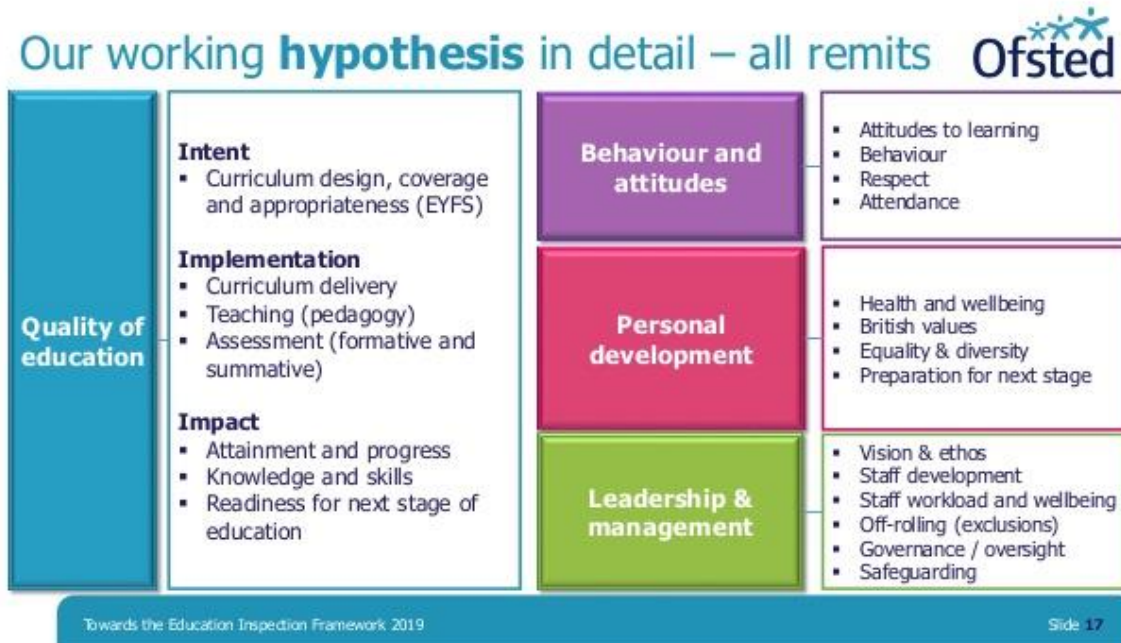 Our working hypothesis in detail – all remits
Ofsted
Quality of
education
Intent
▪ Curriculum design, coverage
and appropriateness (EYFS)
Implementation
▪ Curriculum delivery
▪ Teaching (pedagogy)
▪ Assessment (formative and
summative)
Impact
▪ Attainment and progress
▪ Knowledge and skills
▪ Readiness for next stage of
education
Behaviour and
attitudes
▪ Attitudes to learning
▪ Behaviour
▪ Respect
▪ Attendance
Personal
development
▪ Health and wellbeing
▪ British values
▪ Equality & diversity
▪ Preparation for next stage
Leadership &
management
▪ Vision & ethos
▪ Staff development
▪ Staff workload and wellbeing
▪ Off-rolling (exclusions)
▪ Governance / oversight
▪ Safeguarding
Towards the Education Inspection Framework 2019
Slide 17